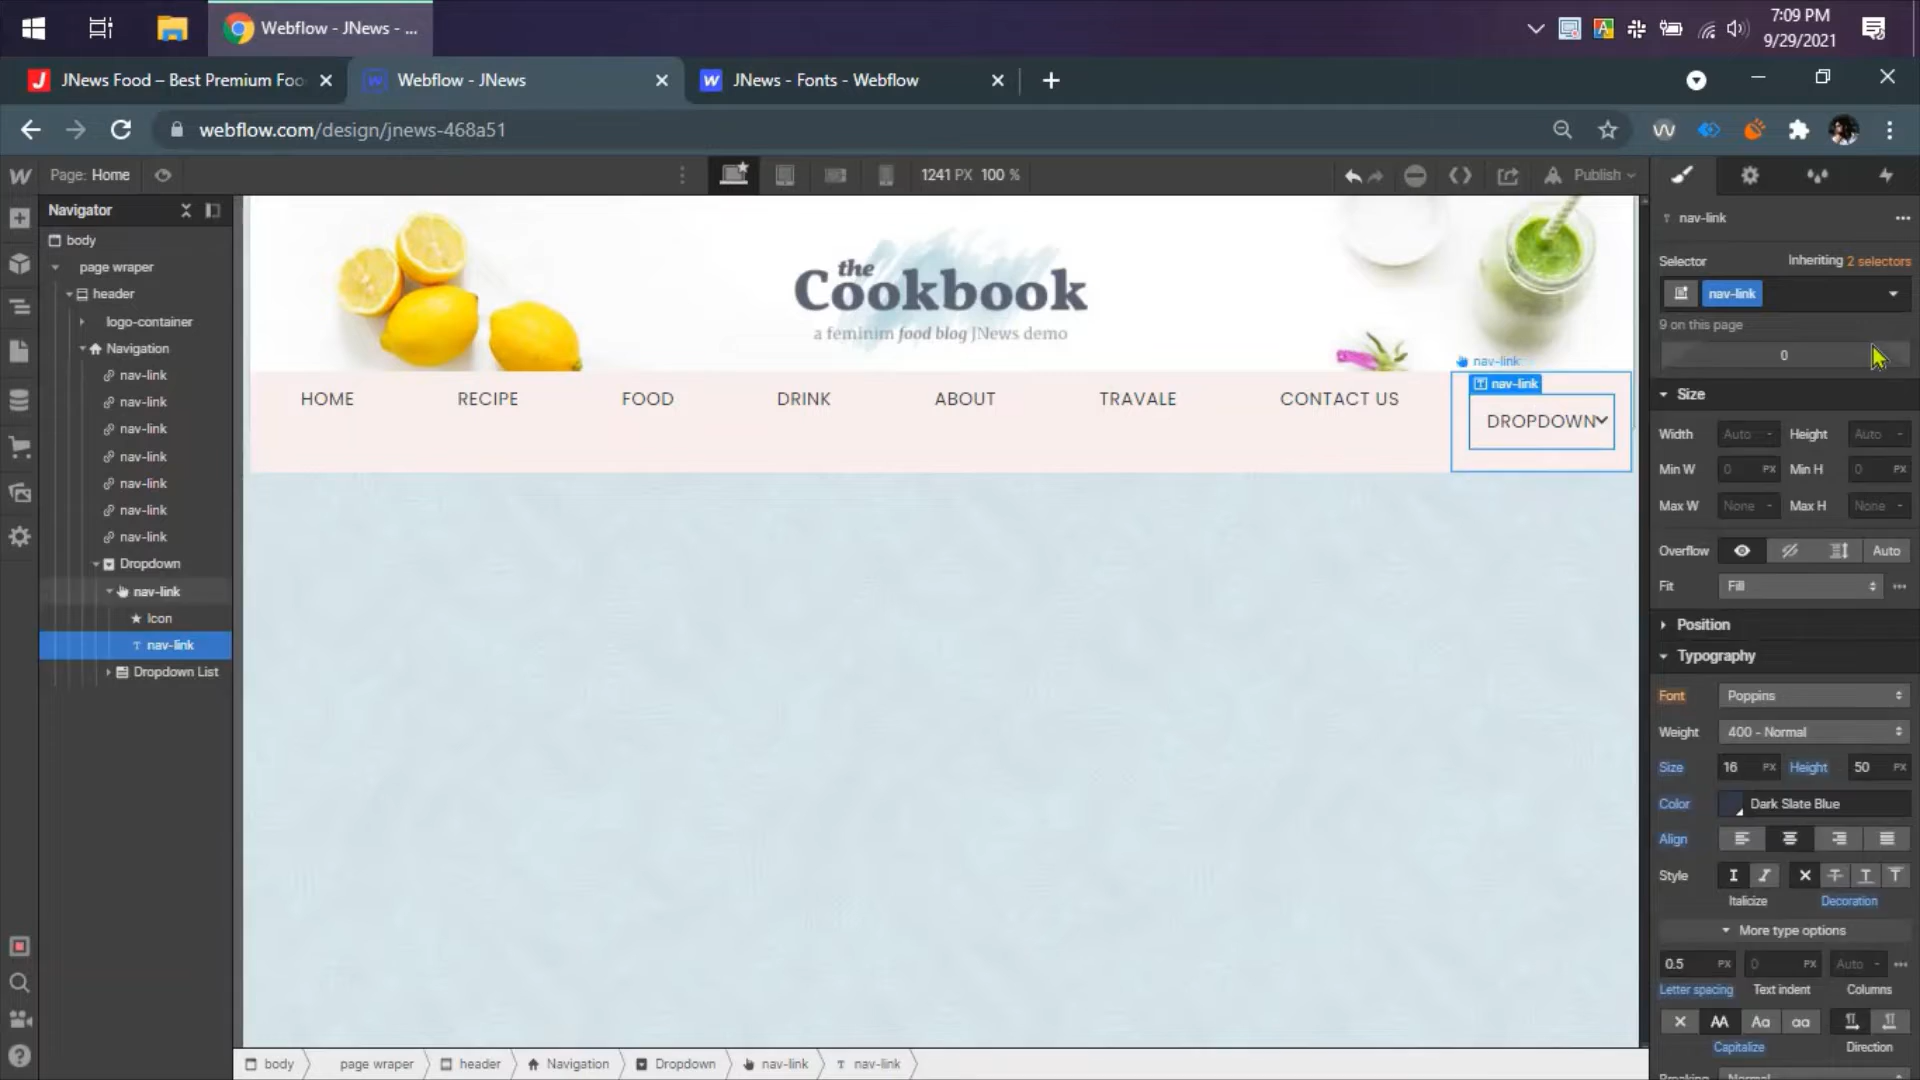 Webflow - JNews - ...
7:09 PM
9/29/2021
JNews Food – Best Premium Foo
Webflow - JNews
JNews - Fonts - Webflow
webflow.com/design/jnews-468a51
Page: Home
1241 PX 100 %
Publish
Navigator
body
page wraper
header
logo-container
Navigation
nav-link
nav-link
nav-link
nav-link
nav-link
nav-link
nav-link
Dropdown
nav-link
Icon
nav-link
Dropdown List
the
Cookbook
a feminim food blog JNews demo
nav-link
nav-link
HOME RECIPE FOOD DRINK ABOUT TRAVALE CONTACT US DROPDOWN
nav-link
Selector Inheriting 2 selectors
nav-link
9 on this page
0
Size
Width Auto - Height Auto -
Min W 0 PX Min H 0 PX
Max W None - Max H None -
Overflow Auto
Fit Fill
Position
Typography
Font Poppins
Weight 400 - Normal
Size 16 PX Height 50 PX
Color Dark Slate Blue
Align
Style
Italicize Decoration
More type options
0.5 PX 0 PX Auto -
Letter spacing Text indent Columns
AA Aa aa
Capitalize Direction
Breaking Normal
body page wraper header Navigation Dropdown nav-link nav-link